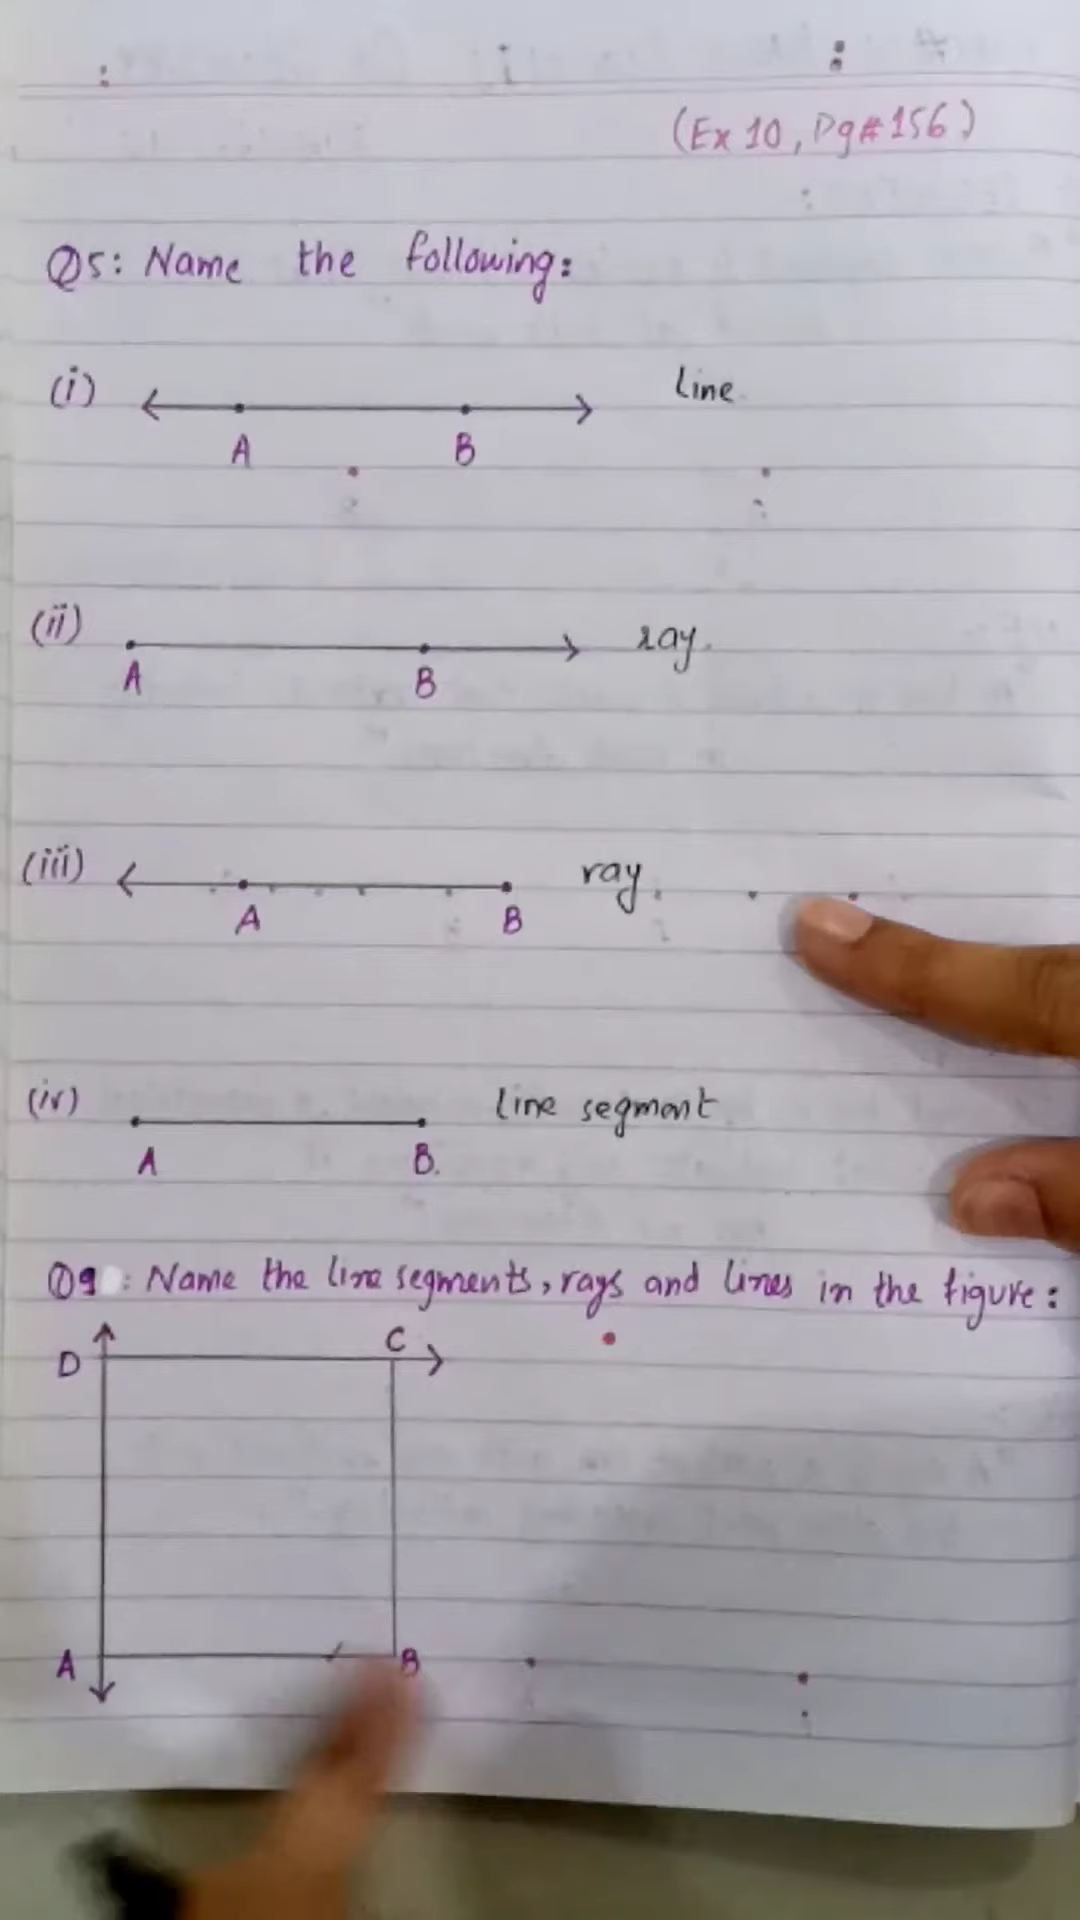 (Ex 10, Pg# 156)
Q5: Name the following:
(i) line
A B
(ii) ray.
A B
(iii) ray.
A B
(iv) line segment
A B.
Q9: Name the line segments, rays and lines in the figure:
D C
A B